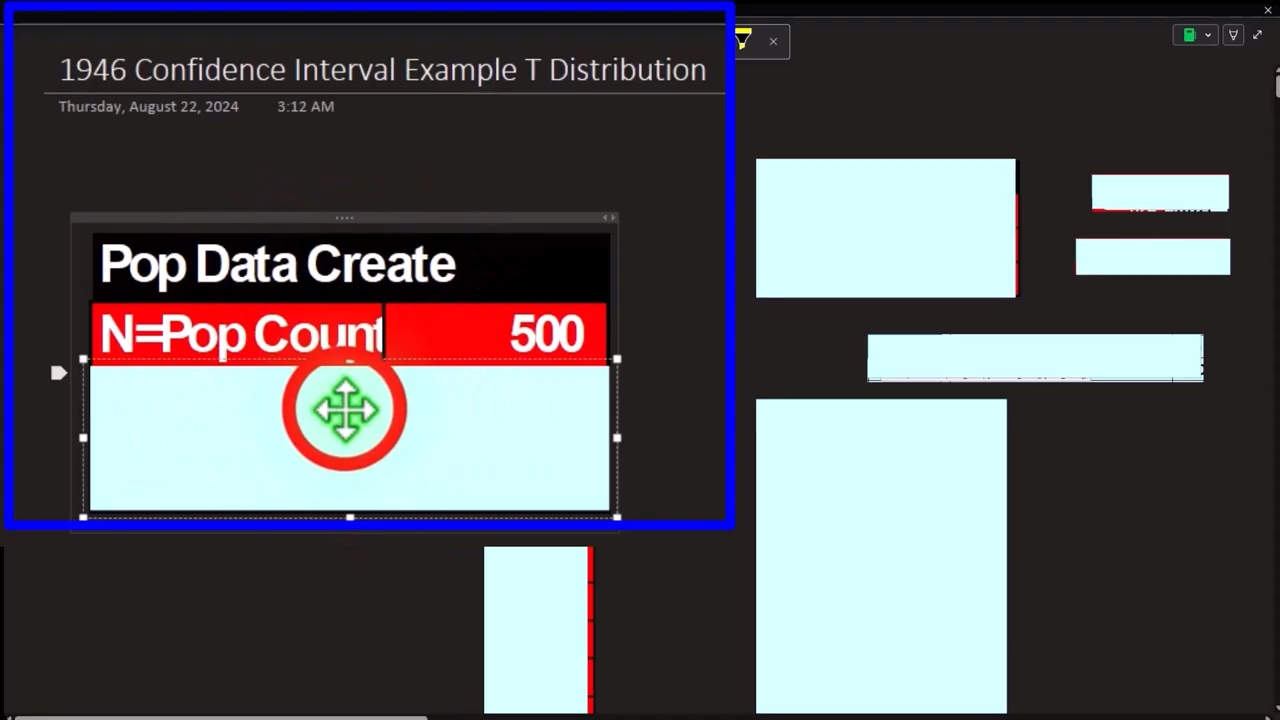 1946 Confidence Interval Example T Distribution
Thursday, August 22, 2024 3:12 AM
Pop Data Create
N=Pop Count 500